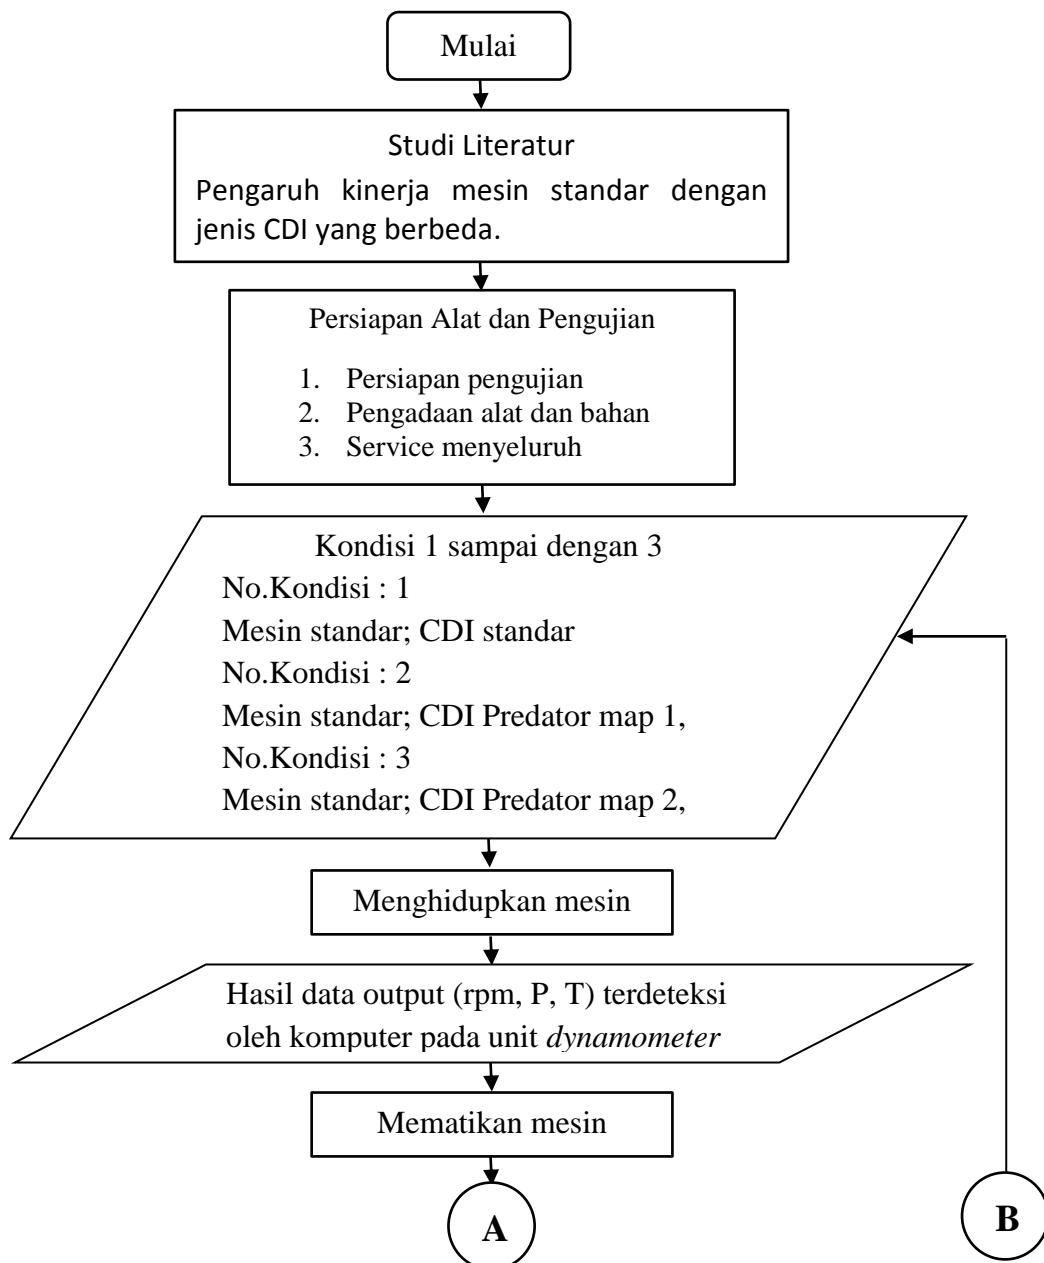 Mulai
Studi Literatur
Pengaruh kinerja mesin standar dengan
jenis CDI yang berbeda.
Persiapan Alat dan Pengujian
1. Persiapan pengujian
2. Pengadaan alat dan bahan
3. Service menyeluruh
Kondisi 1 sampai dengan 3
No.Kondisi : 1
Mesin standar; CDI standar
No.Kondisi : 2
Mesin standar; CDI Predator map 1,
No.Kondisi : 3
Mesin standar; CDI Predator map 2,
Menghidupkan mesin
Hasil data output (rpm, P, T) terdeteksi
oleh komputer pada unit dynamometer
Mematikan mesin
A
B